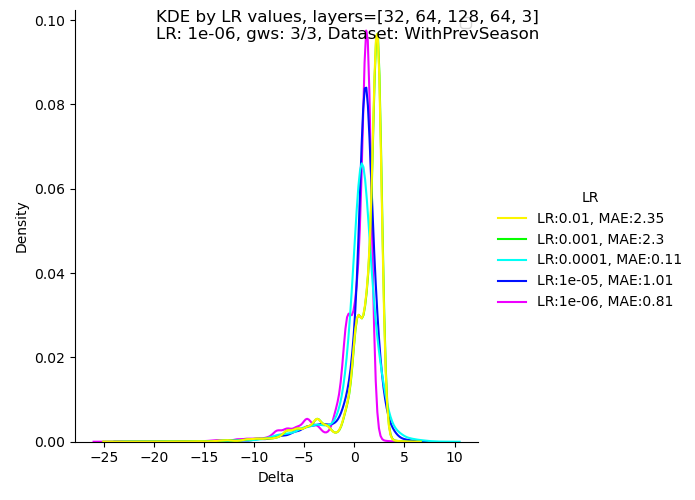 KDE by LR values, layers=[32, 64, 128, 64, 3]
LR: 1e-06, gws: 3/3, Dataset: WithPrevSeason
0.10
0.08
0.06
0.04
0.02
0.00
Density
−25 −20 −15 −10 −5 0 5 10
Delta
LR
LR:0.01, MAE:2.35
LR:0.001, MAE:2.3
LR:0.0001, MAE:0.11
LR:1e-05, MAE:1.01
LR:1e-06, MAE:0.81